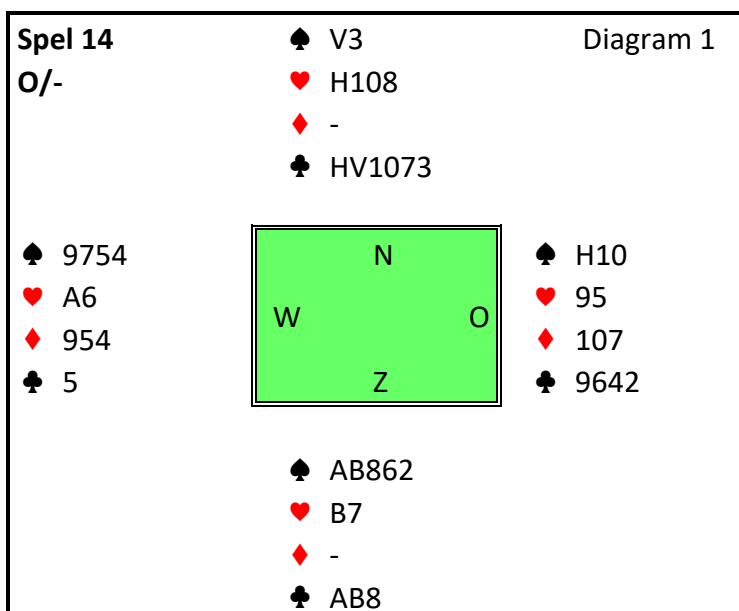 Spel 14 ♠ V3 Diagram 1
O/- ♥ H108
♦ -
♣ HV1073
♠ 9754 N ♠ H10
♥ A6 W O ♥ 95
♦ 954 ♦ 107
♣ 5 Z ♣ 9642
♠ AB862
♥ B7
♦ -
♣ AB8